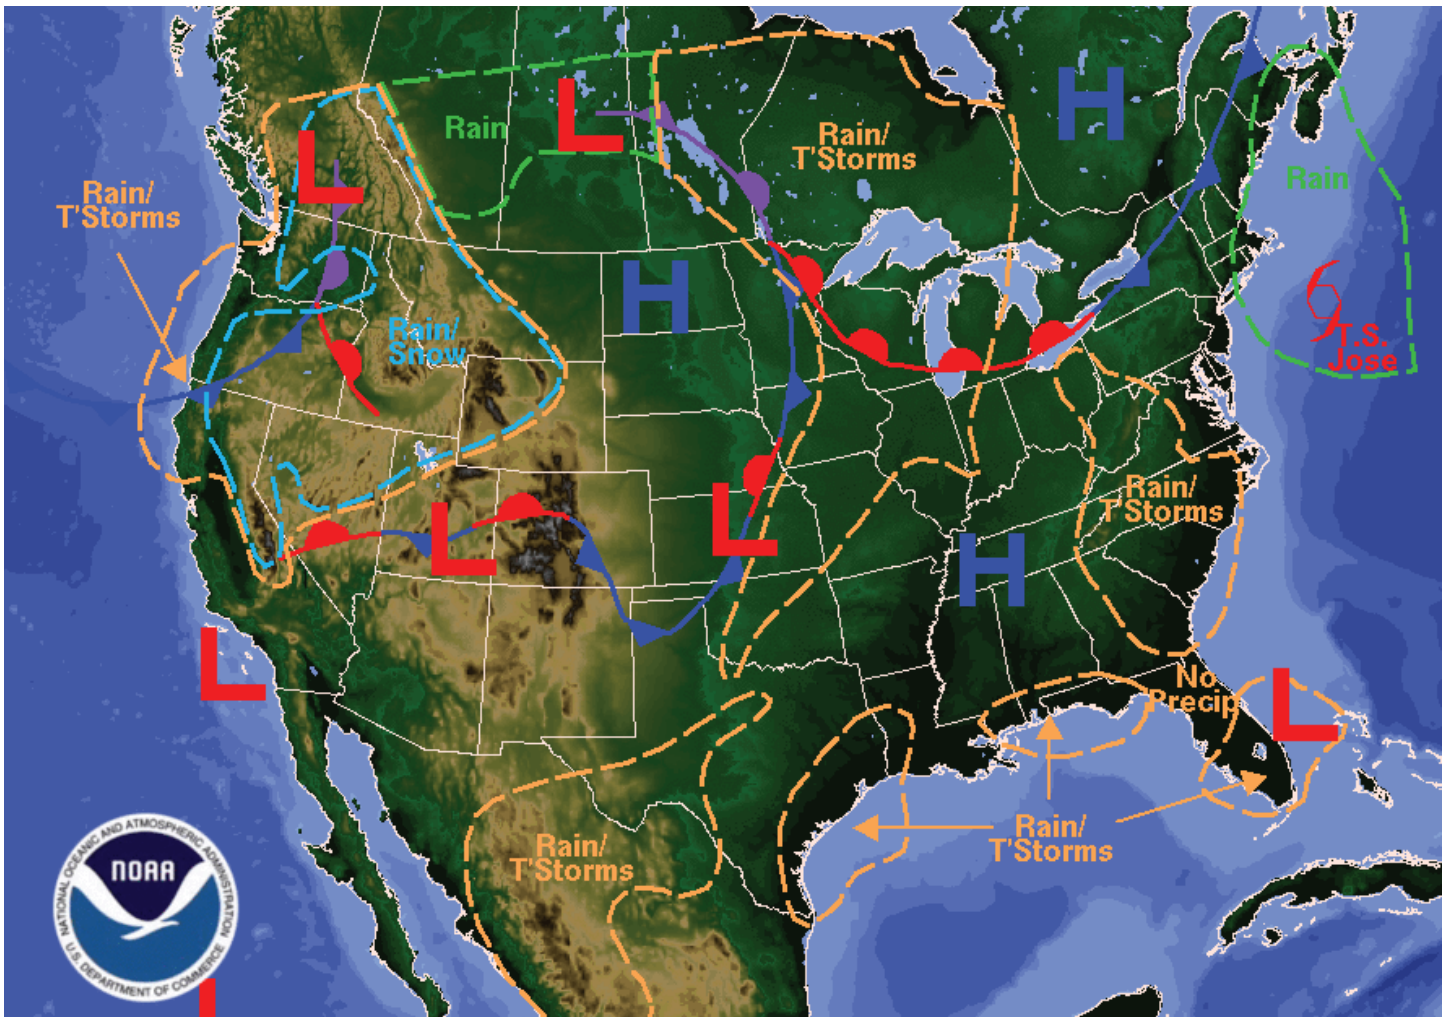 H
L
Rain
Rain/
T'Storms
L
Rain
Rain/
T'Storms
H
T.S.
Jose
Rain/
Snow
Rain/
T'Storms
L
L
H
L
No
Precip
L
Rain/
T'Storms
Rain/
T'Storms
NOAA
NATIONAL OCEANIC AND ATMOSPHERIC ADMINISTRATION
U.S. DEPARTMENT OF COMMERCE